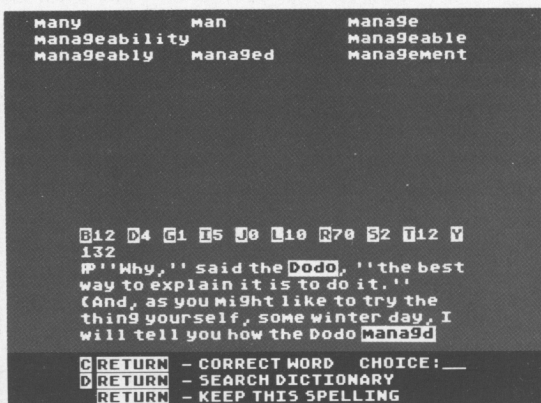 many man manage
manageability manageable
manageably managed management
B12 D4 G1 I5 J0 L10 R70 S2 T12 Y
132
P''Why,'' said the Dodo, ''the best
way to explain it is to do it.''
(And, as you might like to try the
thing yourself, some winter day, I
will tell you how the Dodo managd
C RETURN - CORRECT WORD CHOICE:__
D RETURN - SEARCH DICTIONARY
RETURN - KEEP THIS SPELLING